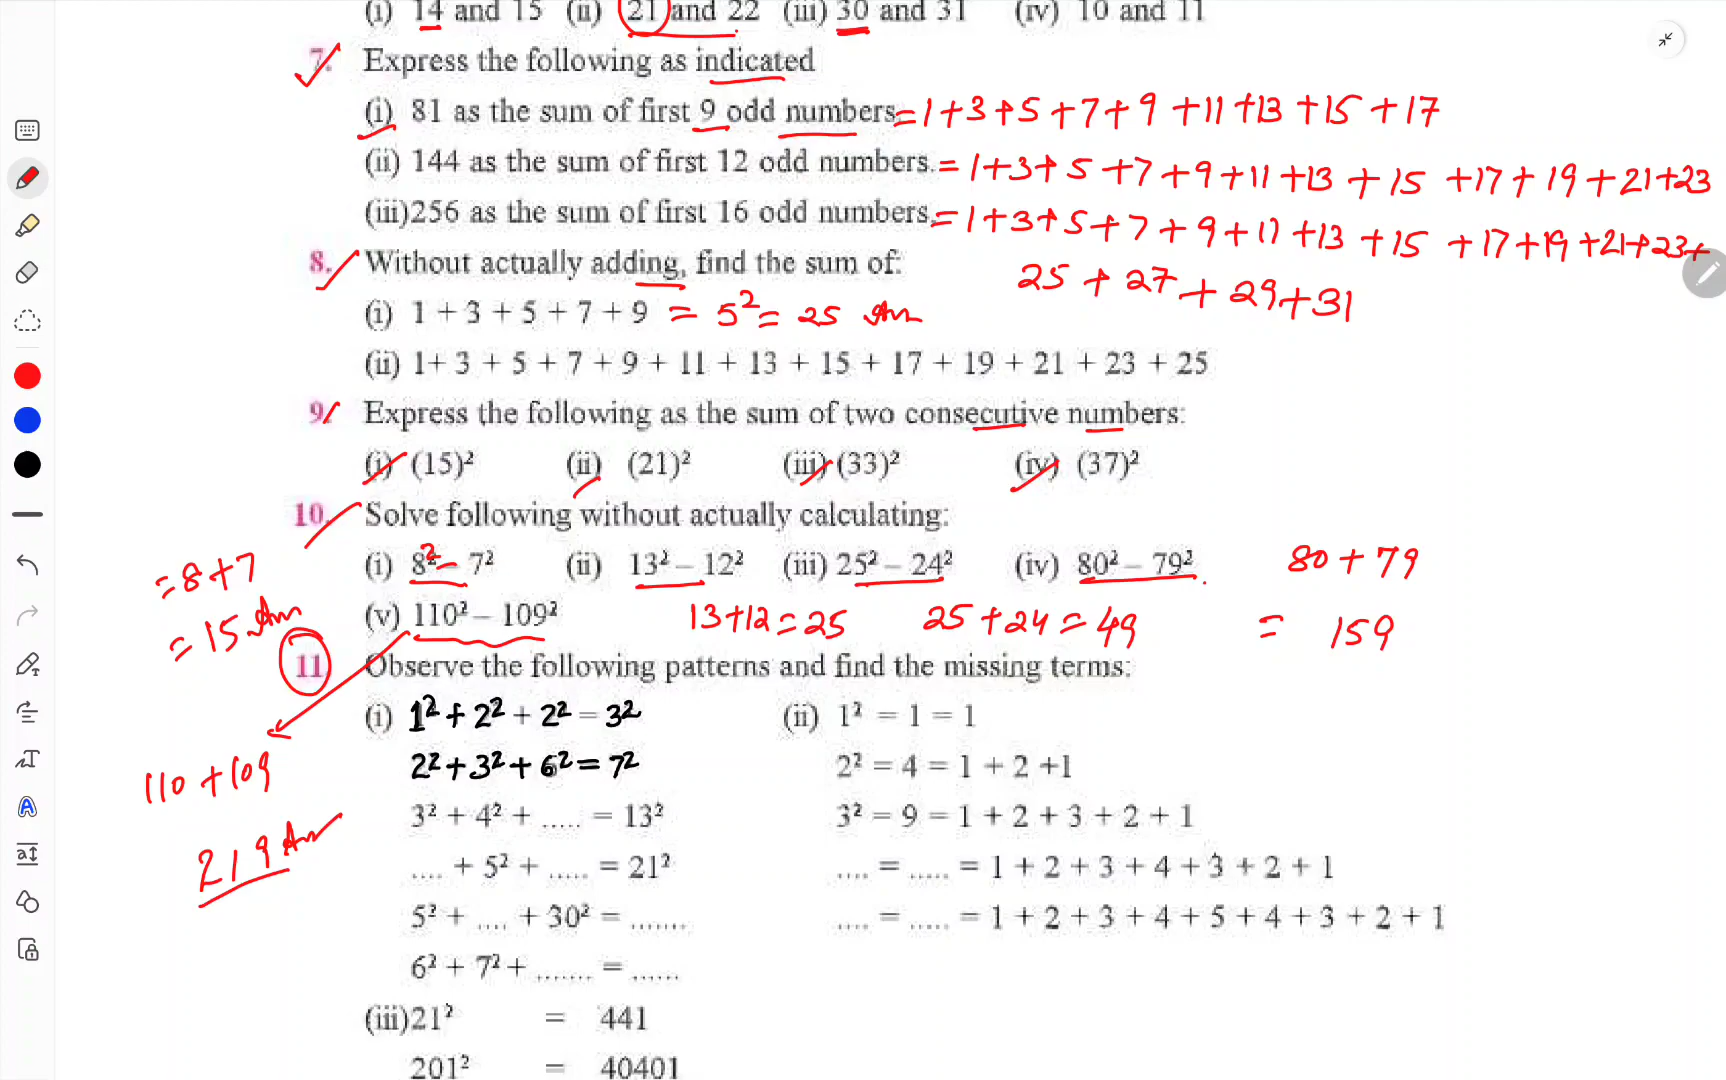 (i) 14 and 15 (ii) 21 and 22 (iii) 30 and 31 (iv) 10 and 11
7. Express the following as indicated
(i) 81 as the sum of first 9 odd numbers = 1+3+5+7+9+11+13+15+17
(ii) 144 as the sum of first 12 odd numbers. = 1+3+5+7+9+11+13+15+17+19+21+23
(iii) 256 as the sum of first 16 odd numbers. = 1+3+5+7+9+11+13+15+17+19+21+23+
25+27+29+31
8. Without actually adding, find the sum of:
(i) 1 + 3 + 5 + 7 + 9 = 5² = 25 Ans
(ii) 1+ 3 + 5 + 7 + 9 + 11 + 13 + 15 + 17 + 19 + 21 + 23 + 25
9. Express the following as the sum of two consecutive numbers:
(i) (15)² (ii) (21)² (iii) (33)² (iv) (37)²
10. Solve following without actually calculating:
(i) 8² – 7² (ii) 13² – 12² (iii) 25² – 24² (iv) 80² – 79² 80+79
= 8+7
(v) 110² – 109² 13+12=25 25+24=49 = 159
= 15 Ans
11. Observe the following patterns and find the missing terms:
(i) 1² + 2² + 2² = 3² (ii) 1² = 1 = 1
2² + 3² + 6² = 7² 2² = 4 = 1 + 2 +1
110+109
3² + 4² + ..... = 13² 3² = 9 = 1 + 2 + 3 + 2 + 1
219 Ans
.... + 5² + ..... = 21² .... = ..... = 1 + 2 + 3 + 4 + 3 + 2 + 1
5² + .... + 30² = ....... .... = ..... = 1 + 2 + 3 + 4 + 5 + 4 + 3 + 2 + 1
6² + 7² + ....... = ......
(iii) 21² = 441
201² = 40401